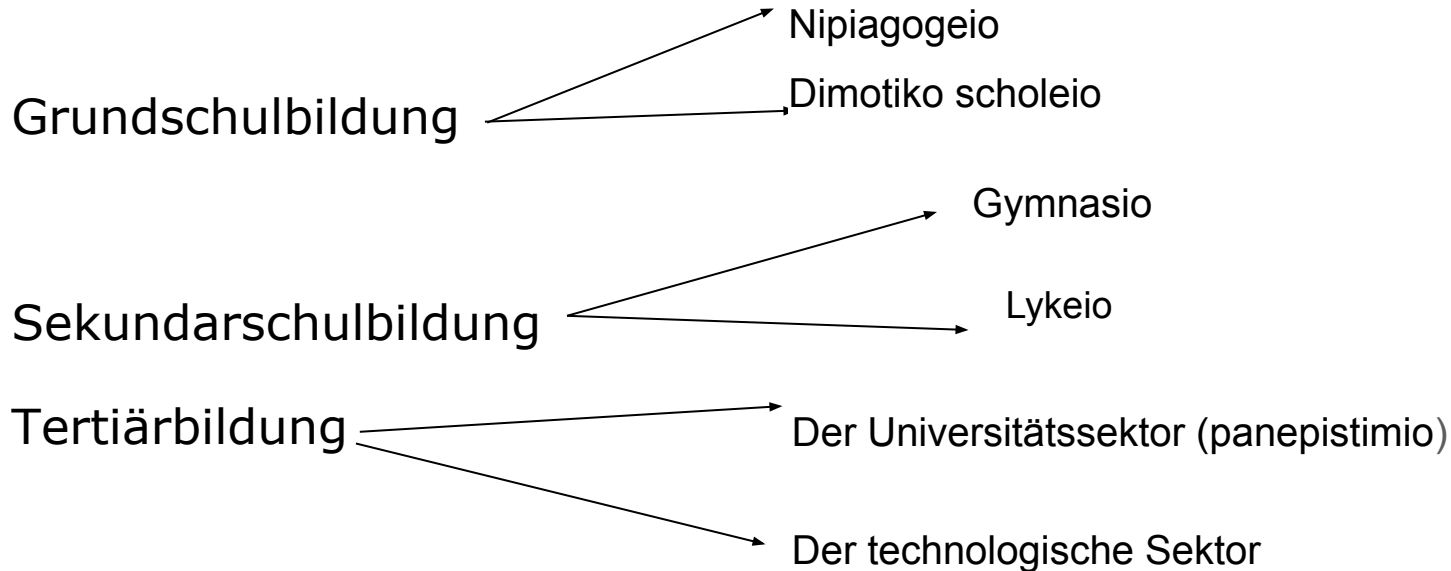 Nipiagogeio
Grundschulbildung
Dimotiko scholeio
Gymnasio
Sekundarschulbildung
Lykeio
Tertiärbildung
Der Universitätssektor (panepistimio)
Der technologische Sektor